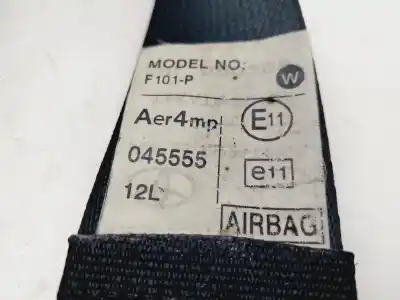 MODEL NO:
F101-P
W
Aer4mp
E11
045555
e11
12L
AIRBAG